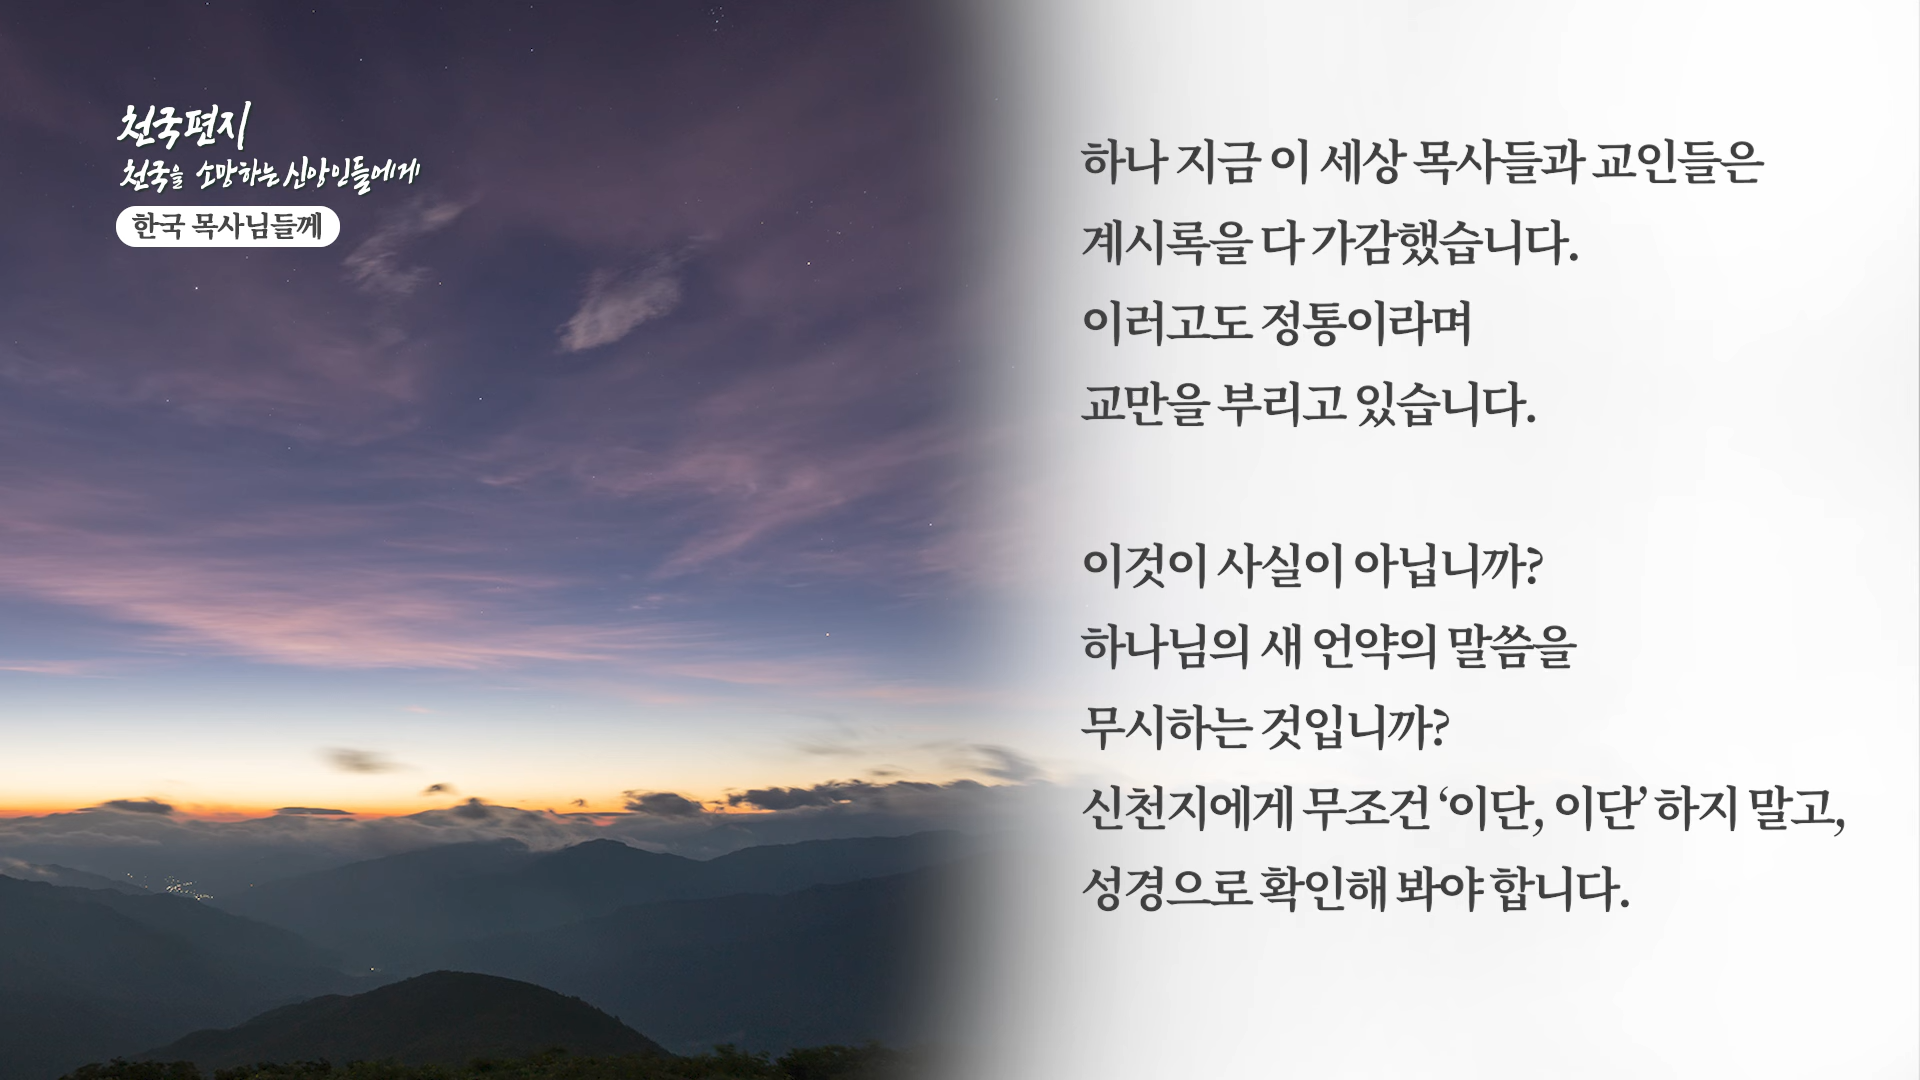 천국편지
천국을 소망하는 신앙인들에게
한국 목사님들께
하나 지금 이 세상 목사들과 교인들은
계시록을 다 가감했습니다.
이러고도 정통이라며
교만을 부리고 있습니다.
이것이 사실이 아닙니까?
하나님의 새 언약의 말씀을
무시하는 것입니까?
신천지에게 무조건 ‘이단, 이단’ 하지 말고,
성경으로 확인해 봐야 합니다.